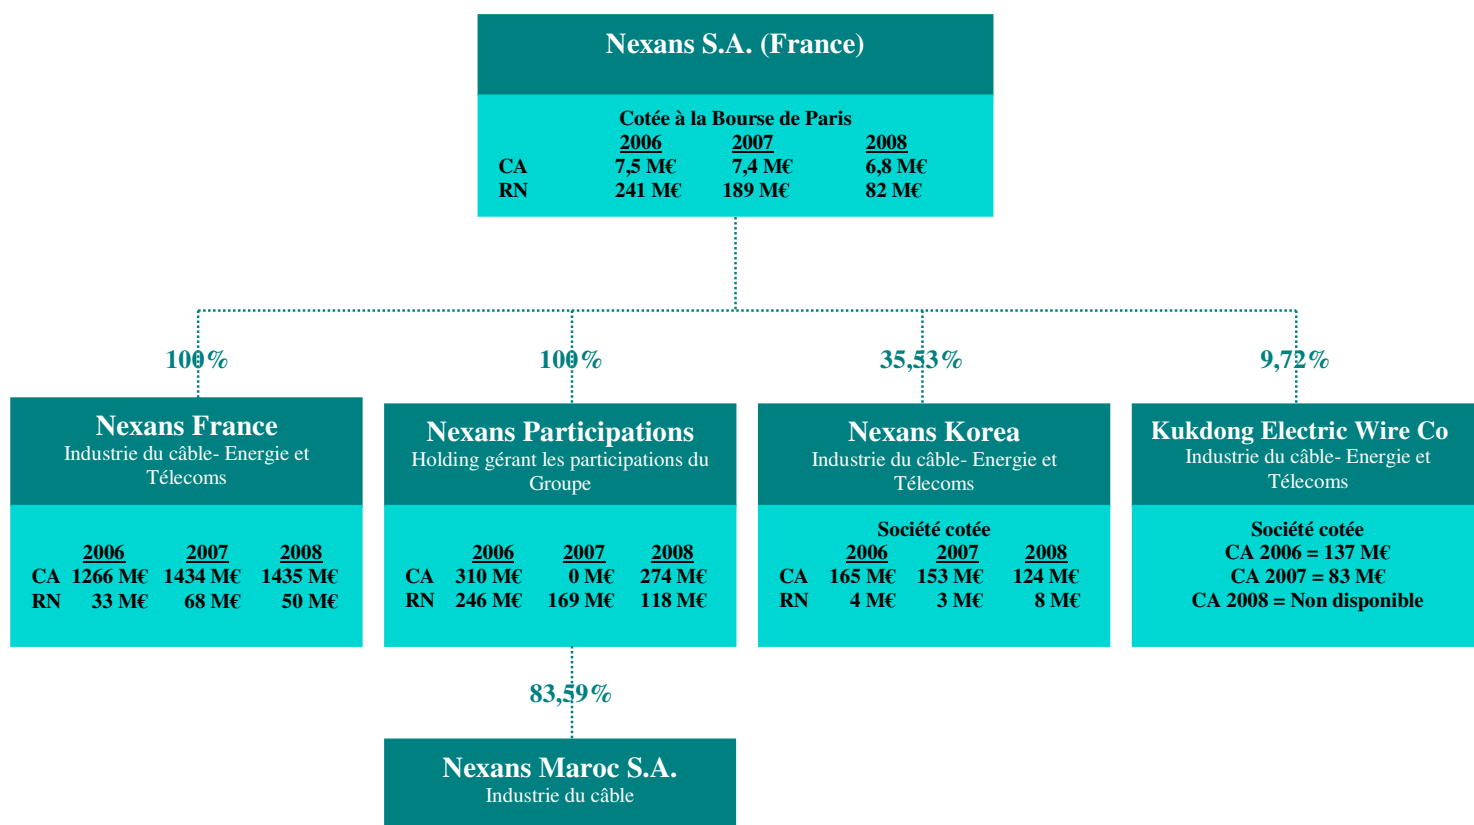 Nexans S.A. (France)
Cotée à la Bourse de Paris
2006 2007 2008
CA 7,5 M€ 7,4 M€ 6,8 M€
RN 241 M€ 189 M€ 82 M€
100%
100%
35,53%
9,72%
Nexans France
Industrie du câble- Energie et
Télecoms
2006 2007 2008
CA 1266 M€ 1434 M€ 1435 M€
RN 33 M€ 68 M€ 50 M€
Nexans Participations
Holding gérant les participations du
Groupe
2006 2007 2008
CA 310 M€ 0 M€ 274 M€
RN 246 M€ 169 M€ 118 M€
Nexans Korea
Industrie du câble- Energie et
Télecoms
Société cotée
2006 2007 2008
CA 165 M€ 153 M€ 124 M€
RN 4 M€ 3 M€ 8 M€
Kukdong Electric Wire Co
Industrie du câble- Energie et
Télecoms
Société cotée
CA 2006 = 137 M€
CA 2007 = 83 M€
CA 2008 = Non disponible
83,59%
Nexans Maroc S.A.
Industrie du câble